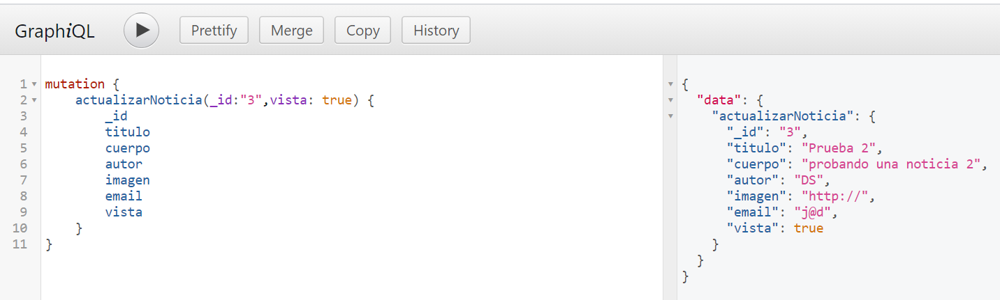 GraphiQL Prettify Merge Copy History
1 mutation {
2 actualizarNoticia(_id:"3",vista: true) {
3 _id
4 titulo
5 cuerpo
6 autor
7 imagen
8 email
9 vista
10 }
11 }
{
"data": {
"actualizarNoticia": {
"_id": "3",
"titulo": "Prueba 2",
"cuerpo": "probando una noticia 2",
"autor": "DS",
"imagen": "http://",
"email": "j@d",
"vista": true
}
}
}